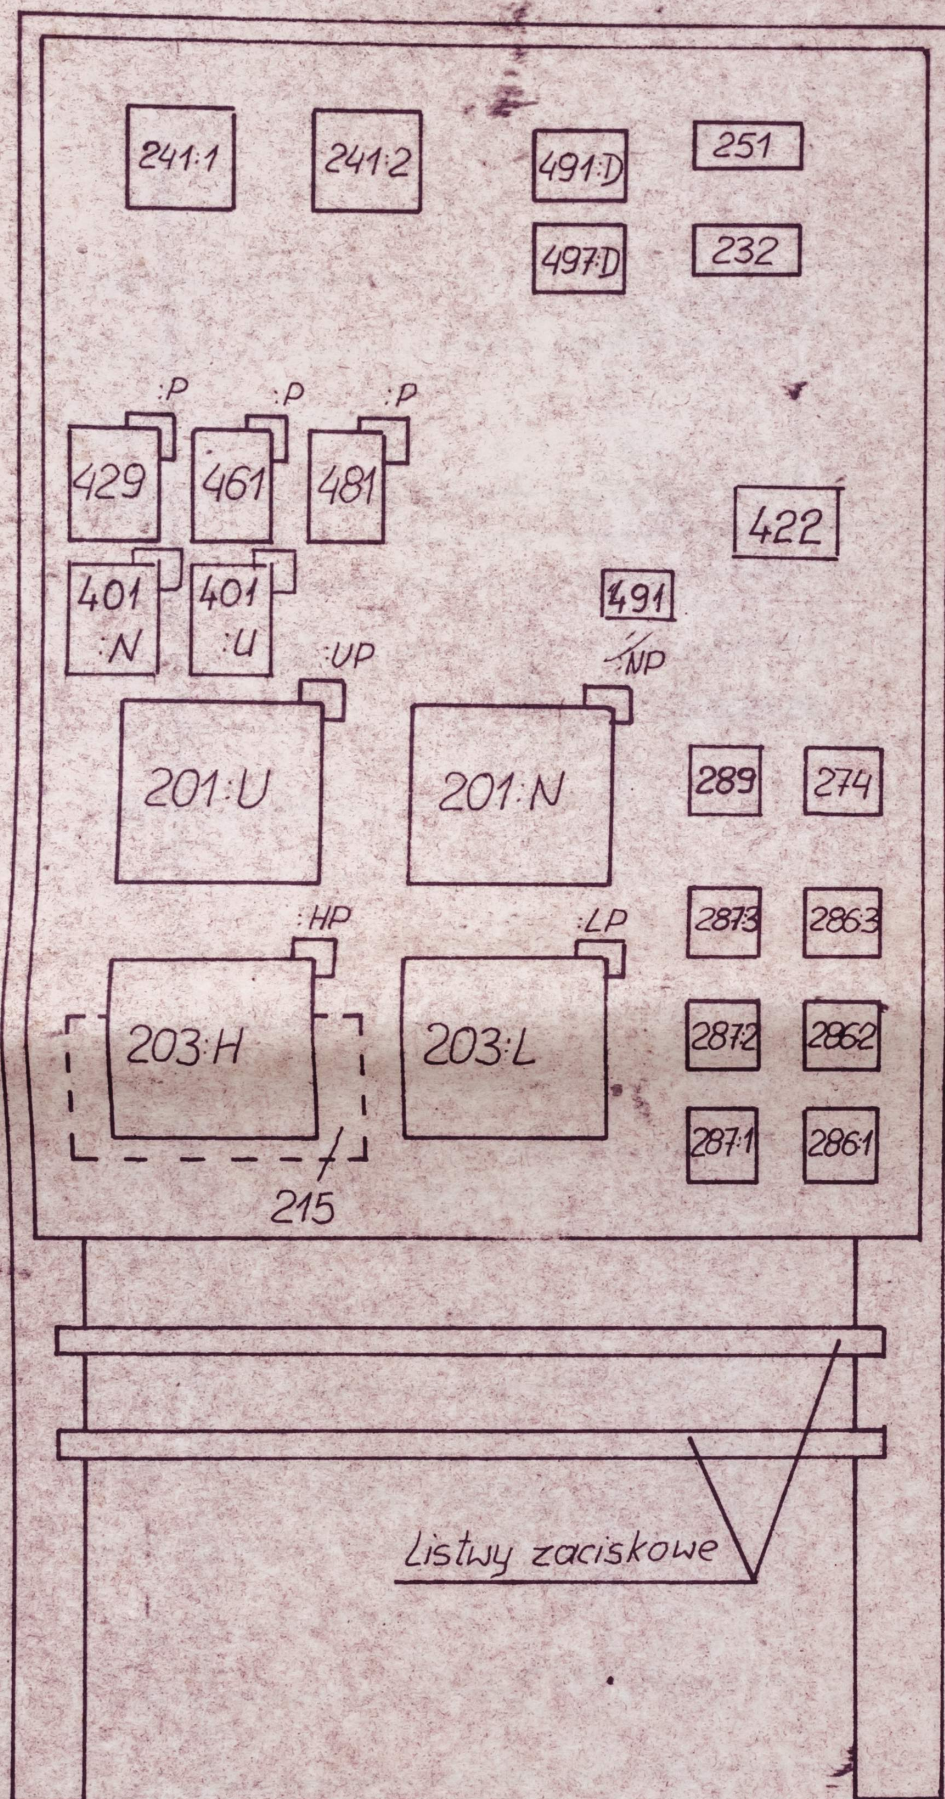 241:1 241:2 491:D 251
497:D 232
:P :P :P
429 461 481 422
401 401 491
:N :U :UP :NP
201:U 201:N 289 274
:HP :LP 287:3 286:3
203:H 203:L 287:2 286:2
287:1 286:1
215
Listwy zaciskowe